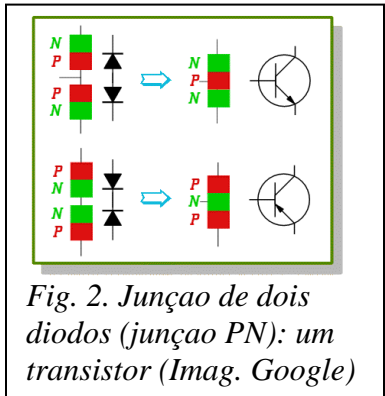 N
P
P
N
N
P
N
P
N
N
P
P
N
P
Fig. 2. Junçao de dois
diodos (junçao PN): um
transistor (Imag. Google)